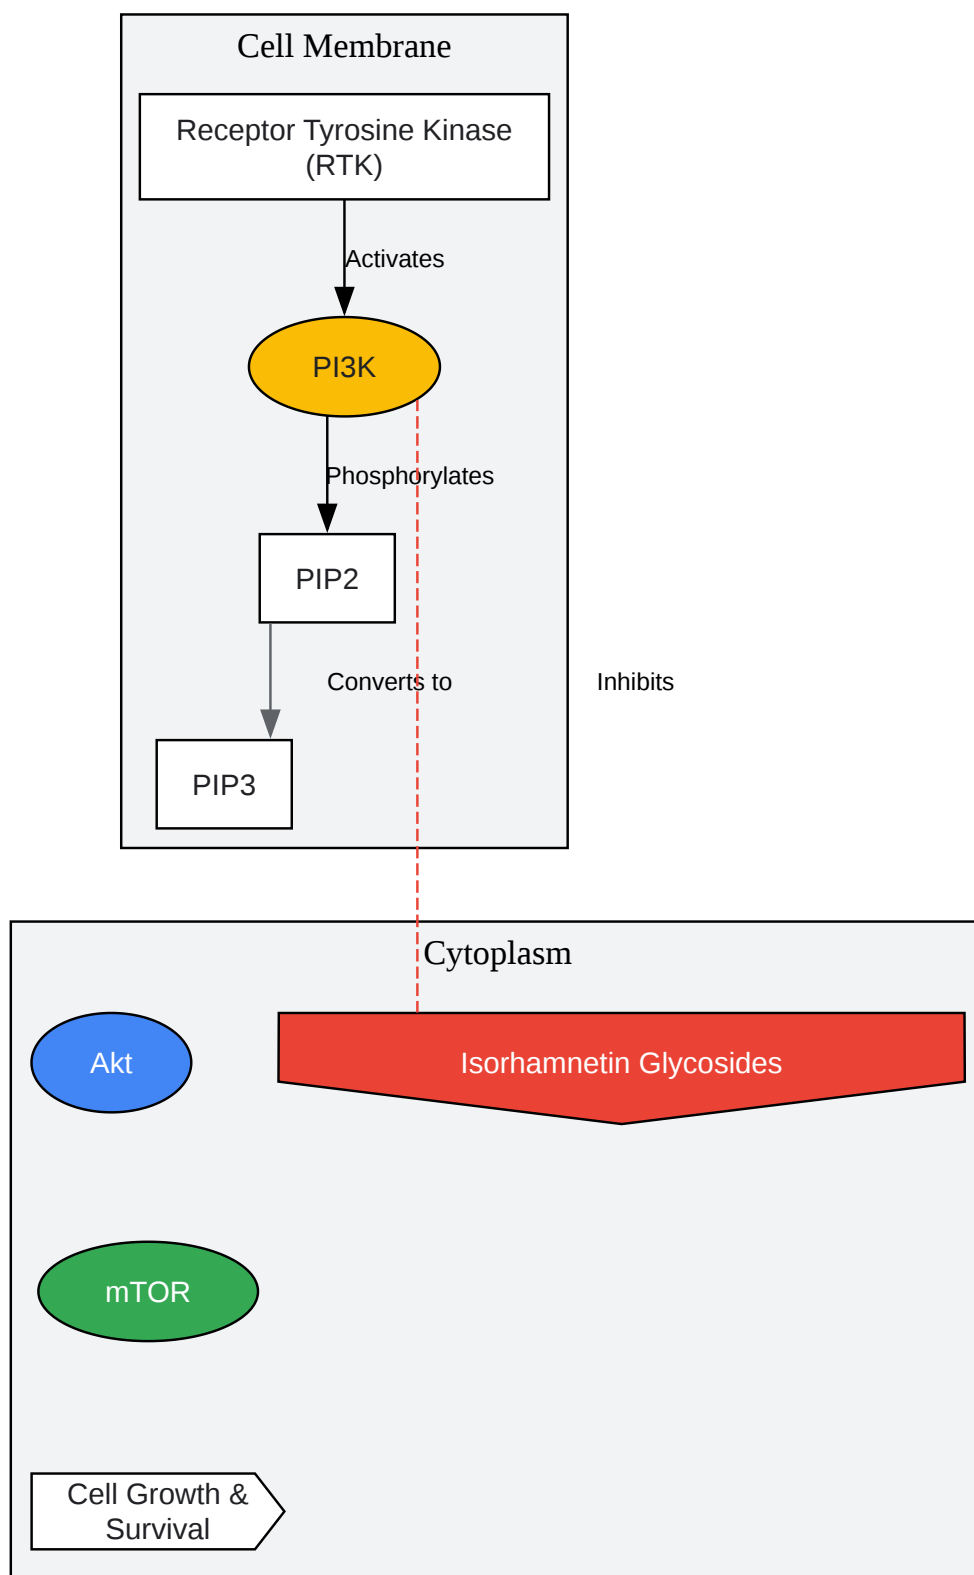 Cell Membrane
Receptor Tyrosine Kinase
(RTK)
Activates
PI3K
Phosphorylates
PIP2
Converts to
Inhibits
PIP3
Cytoplasm
Akt
Isorhamnetin Glycosides
mTOR
Cell Growth &
Survival